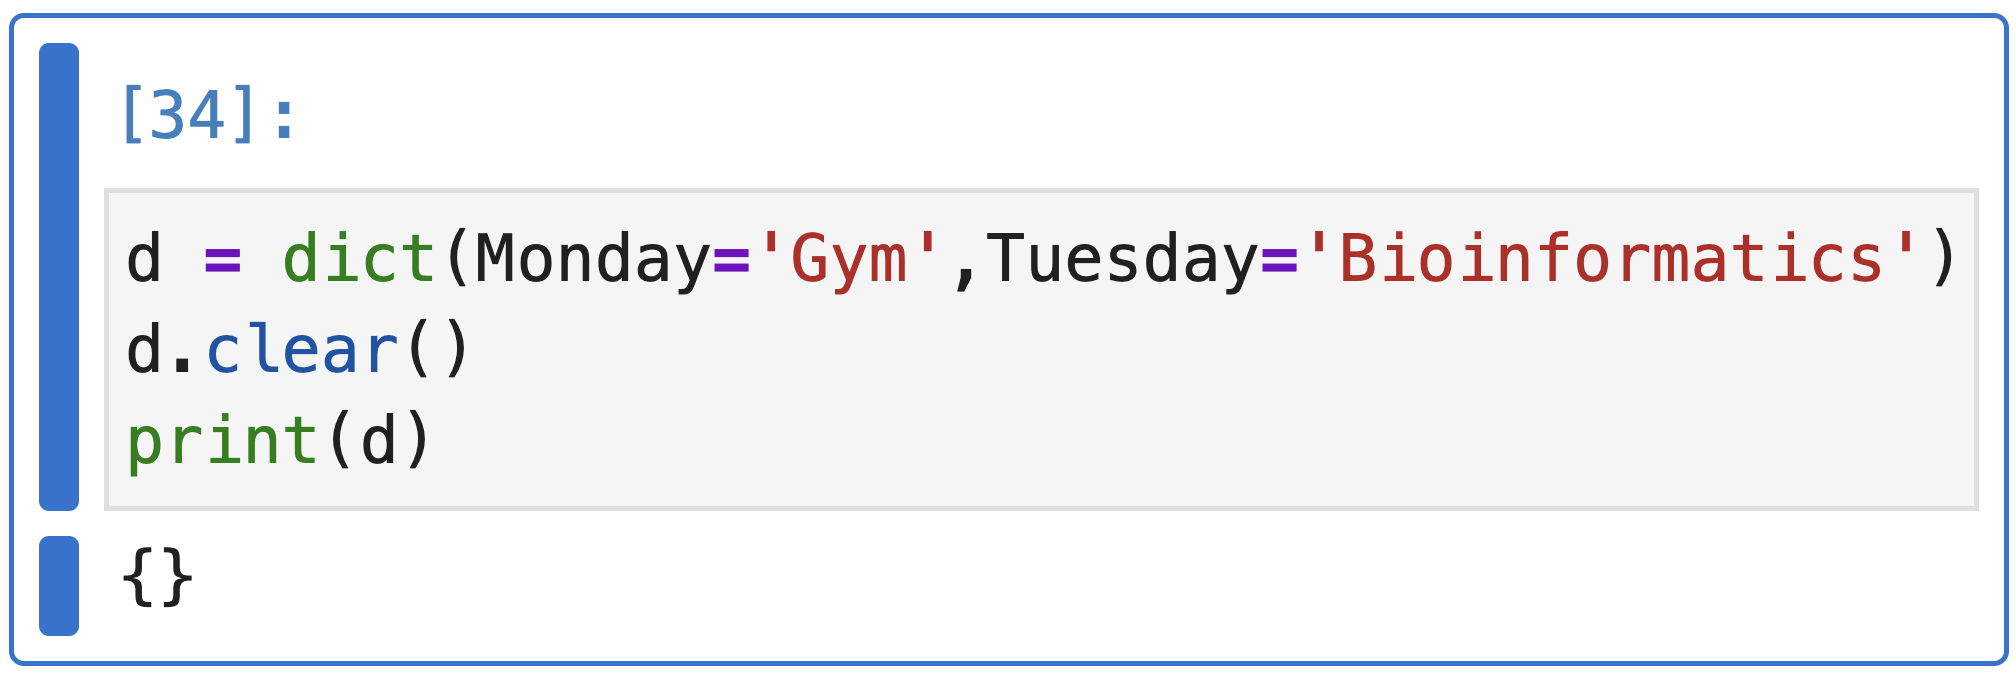 [34]:
d = dict(Monday='Gym',Tuesday='Bioinformatics')
d.clear()
print(d)
{}